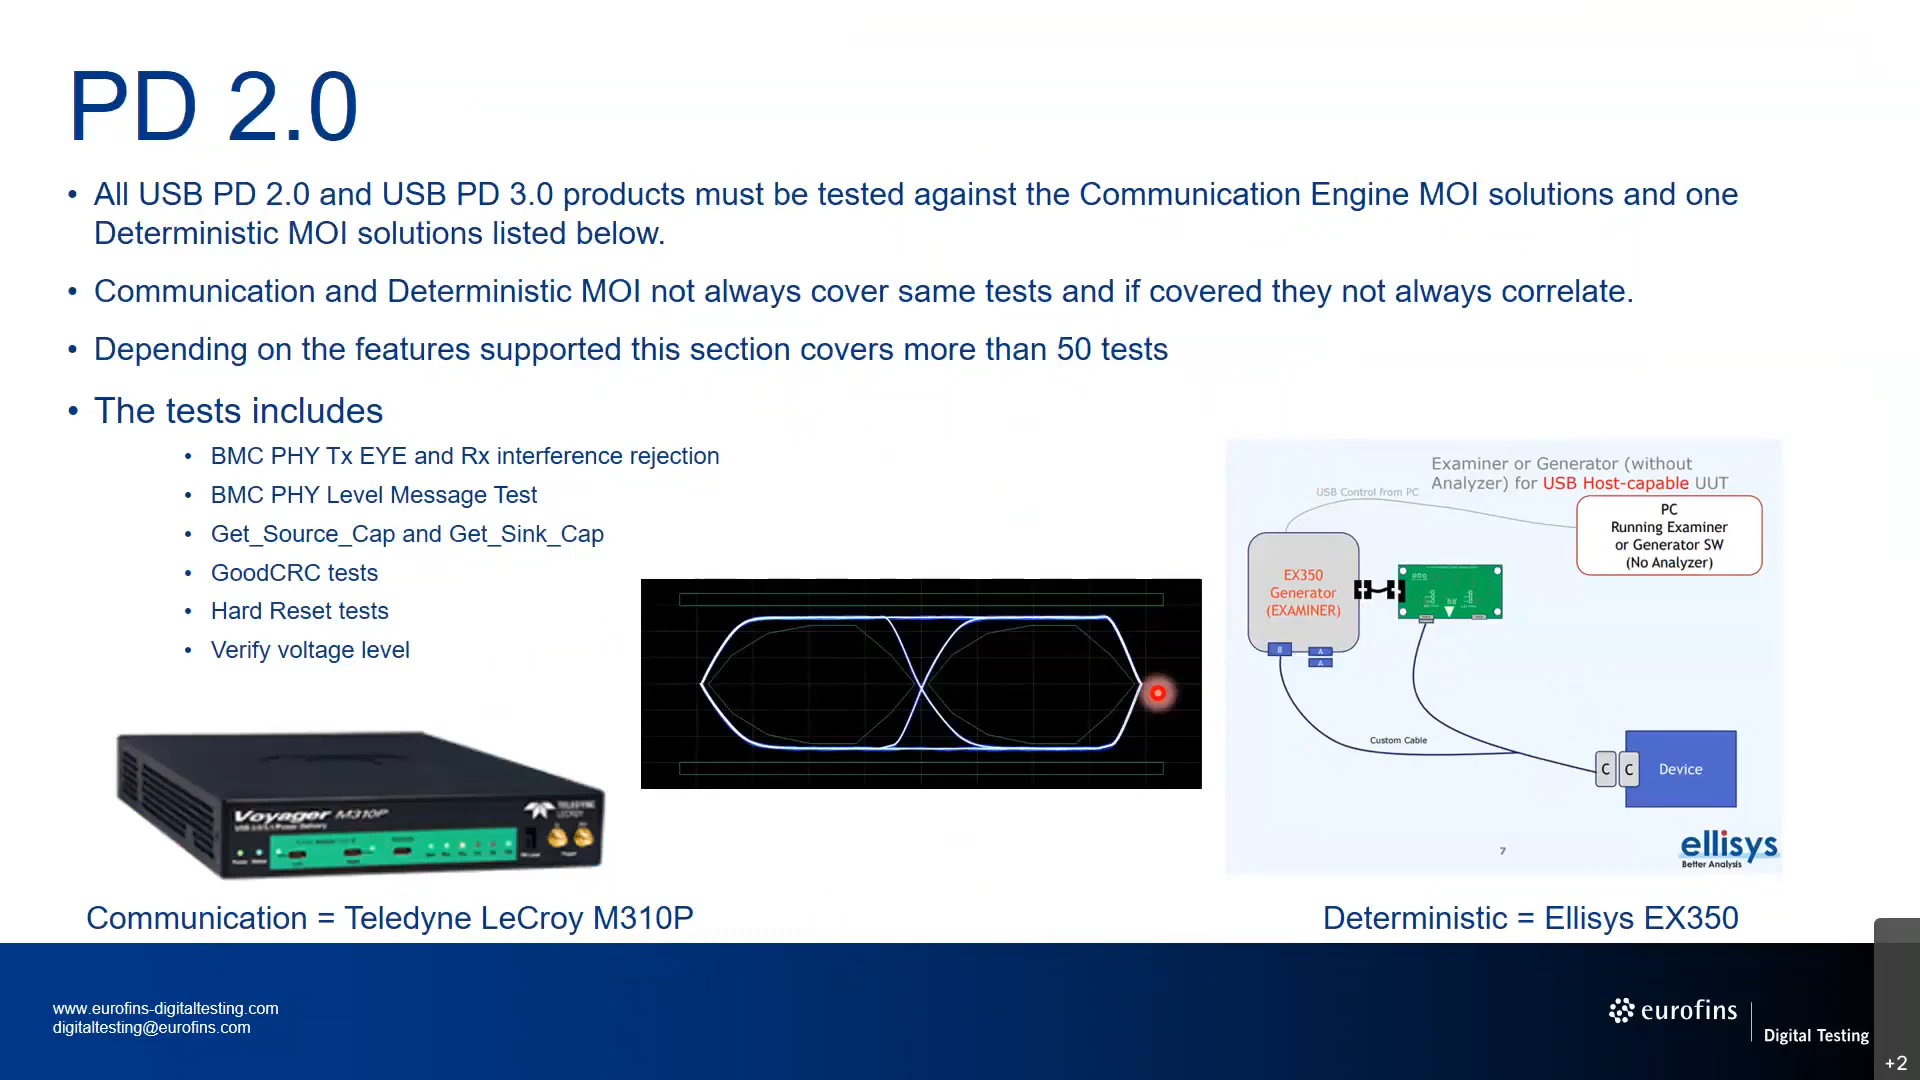 PD 2.0
• All USB PD 2.0 and USB PD 3.0 products must be tested against the Communication Engine MOI solutions and one
Deterministic MOI solutions listed below.
• Communication and Deterministic MOI not always cover same tests and if covered they not always correlate.
• Depending on the features supported this section covers more than 50 tests
• The tests includes
• BMC PHY Tx EYE and Rx interference rejection
• BMC PHY Level Message Test
• Get_Source_Cap and Get_Sink_Cap
• GoodCRC tests
• Hard Reset tests
• Verify voltage level
Examiner or Generator (without
Analyzer) for USB Host-capable UUT
USB Control from PC
PC
Running Examiner
or Generator SW
(No Analyzer)
EX350
Generator
(EXAMINER)
B
A
A
Custom Cable
C
C
Device
7
ellisys
Better Analysis
Voyager M310P
TELEDYNE
LECROY
Communication = Teledyne LeCroy M310P
Deterministic = Ellisys EX350
www.eurofins-digitaltesting.com
digitaltesting@eurofins.com
eurofins
Digital Testing
+2